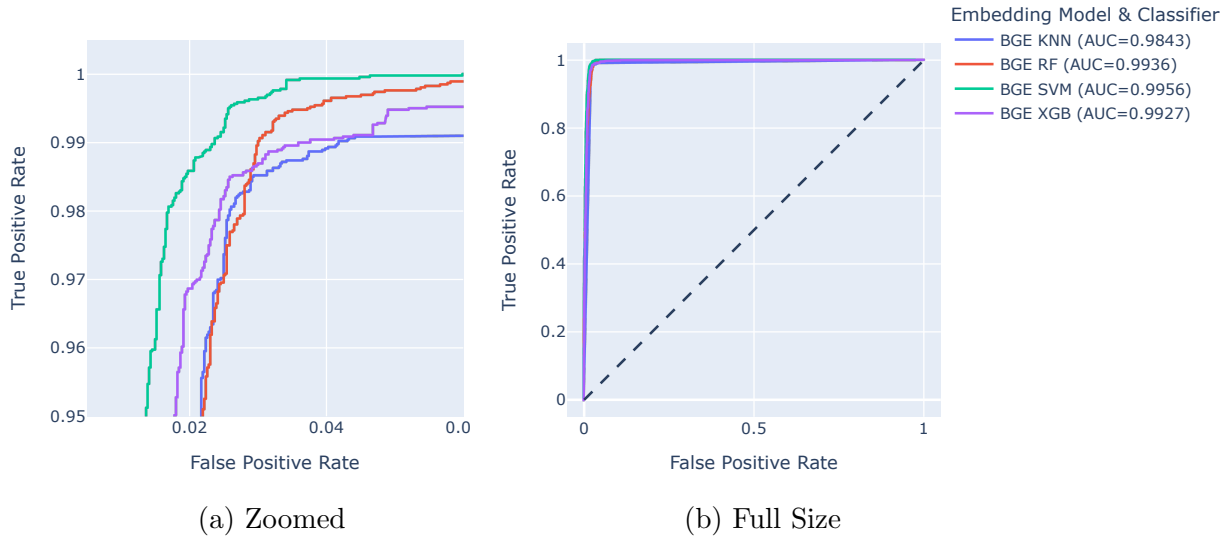 1
0.99
0.98
0.97
0.96
0.95
True Positive Rate
0.02
0.04
0.0
False Positive Rate
(a) Zoomed
1
0.8
0.6
0.4
0.2
0
True Positive Rate
0
0.5
1
False Positive Rate
(b) Full Size
Embedding Model & Classifier
BGE KNN (AUC=0.9843)
BGE RF (AUC=0.9936)
BGE SVM (AUC=0.9956)
BGE XGB (AUC=0.9927)